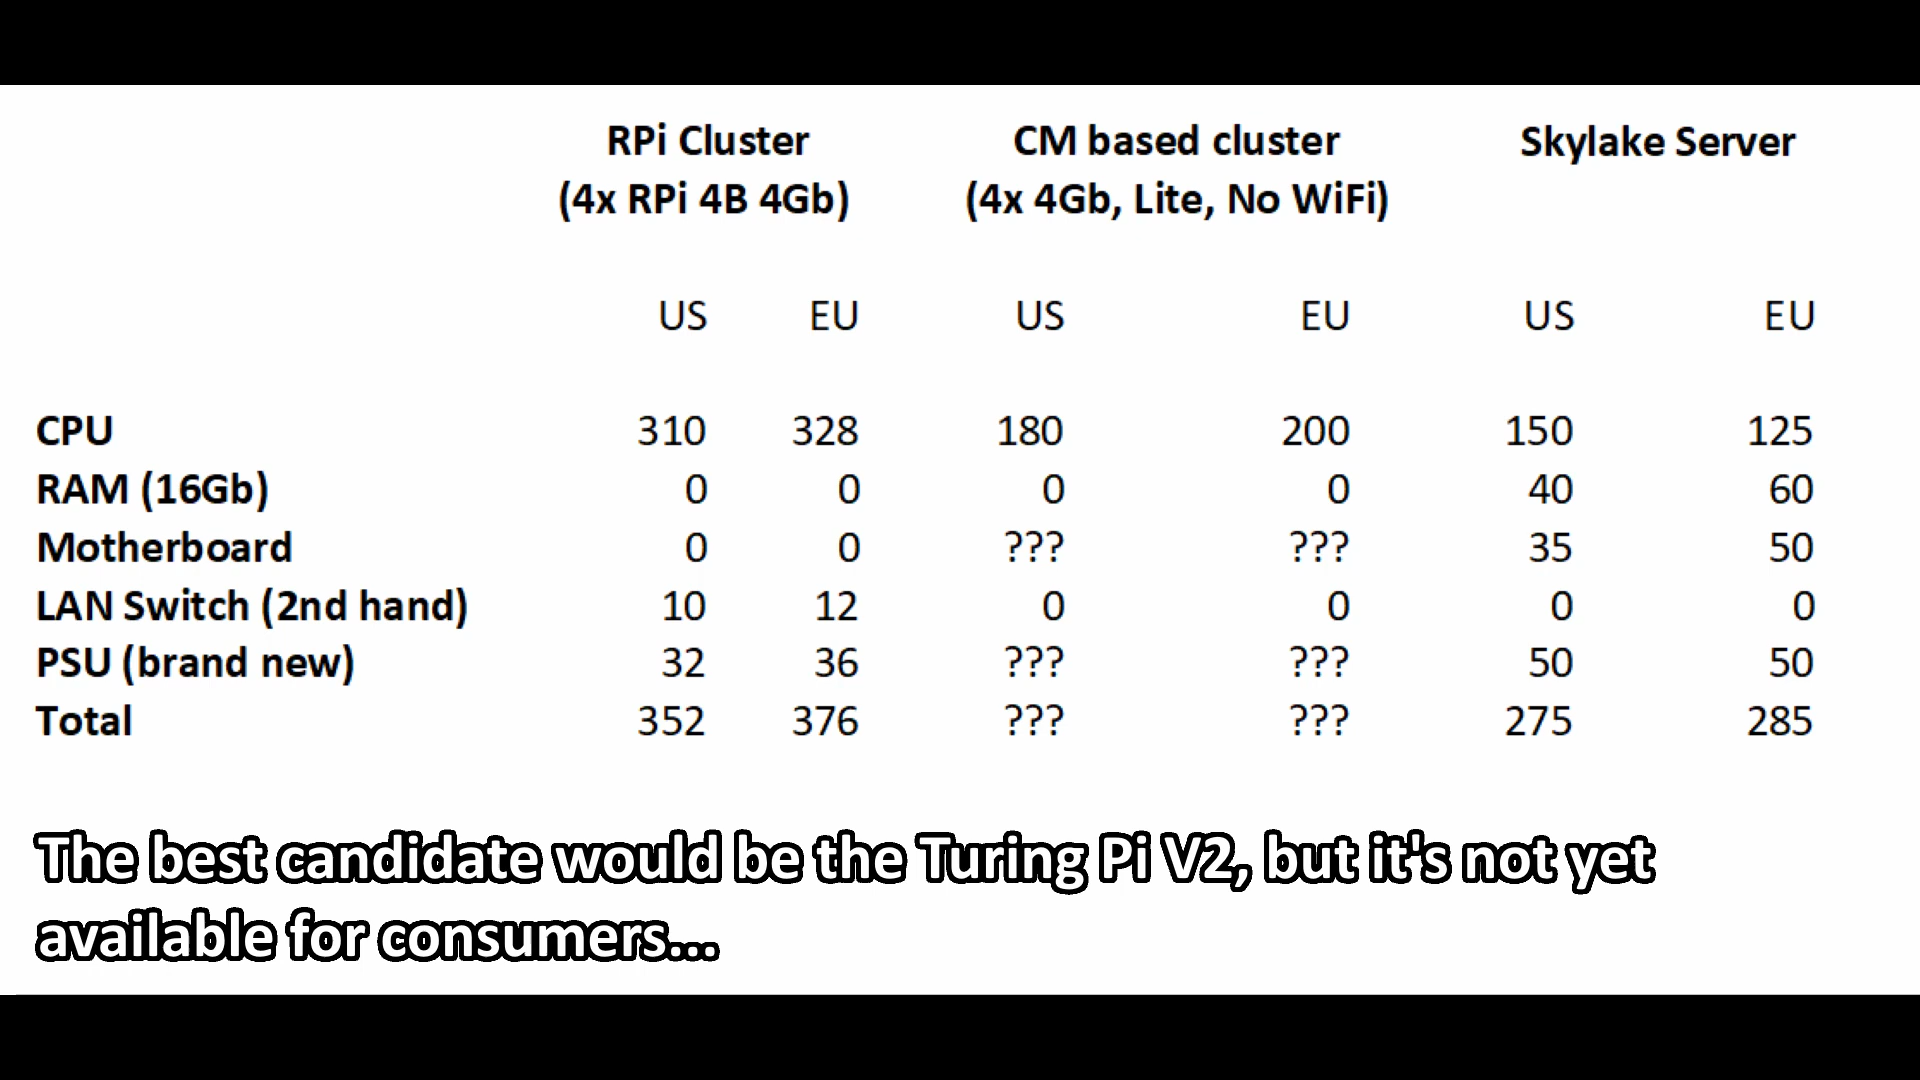 RPi Cluster CM based cluster Skylake Server
(4x RPi 4B 4Gb) (4x 4Gb, Lite, No WiFi)
US EU US EU US EU
CPU 310 328 180 200 150 125
RAM (16Gb) 0 0 0 0 40 60
Motherboard 0 0 ??? ??? 35 50
LAN Switch (2nd hand) 10 12 0 0 0 0
PSU (brand new) 32 36 ??? ??? 50 50
Total 352 376 ??? ??? 275 285
The best candidate would be the Turing Pi V2, but it's not yet
available for consumers...